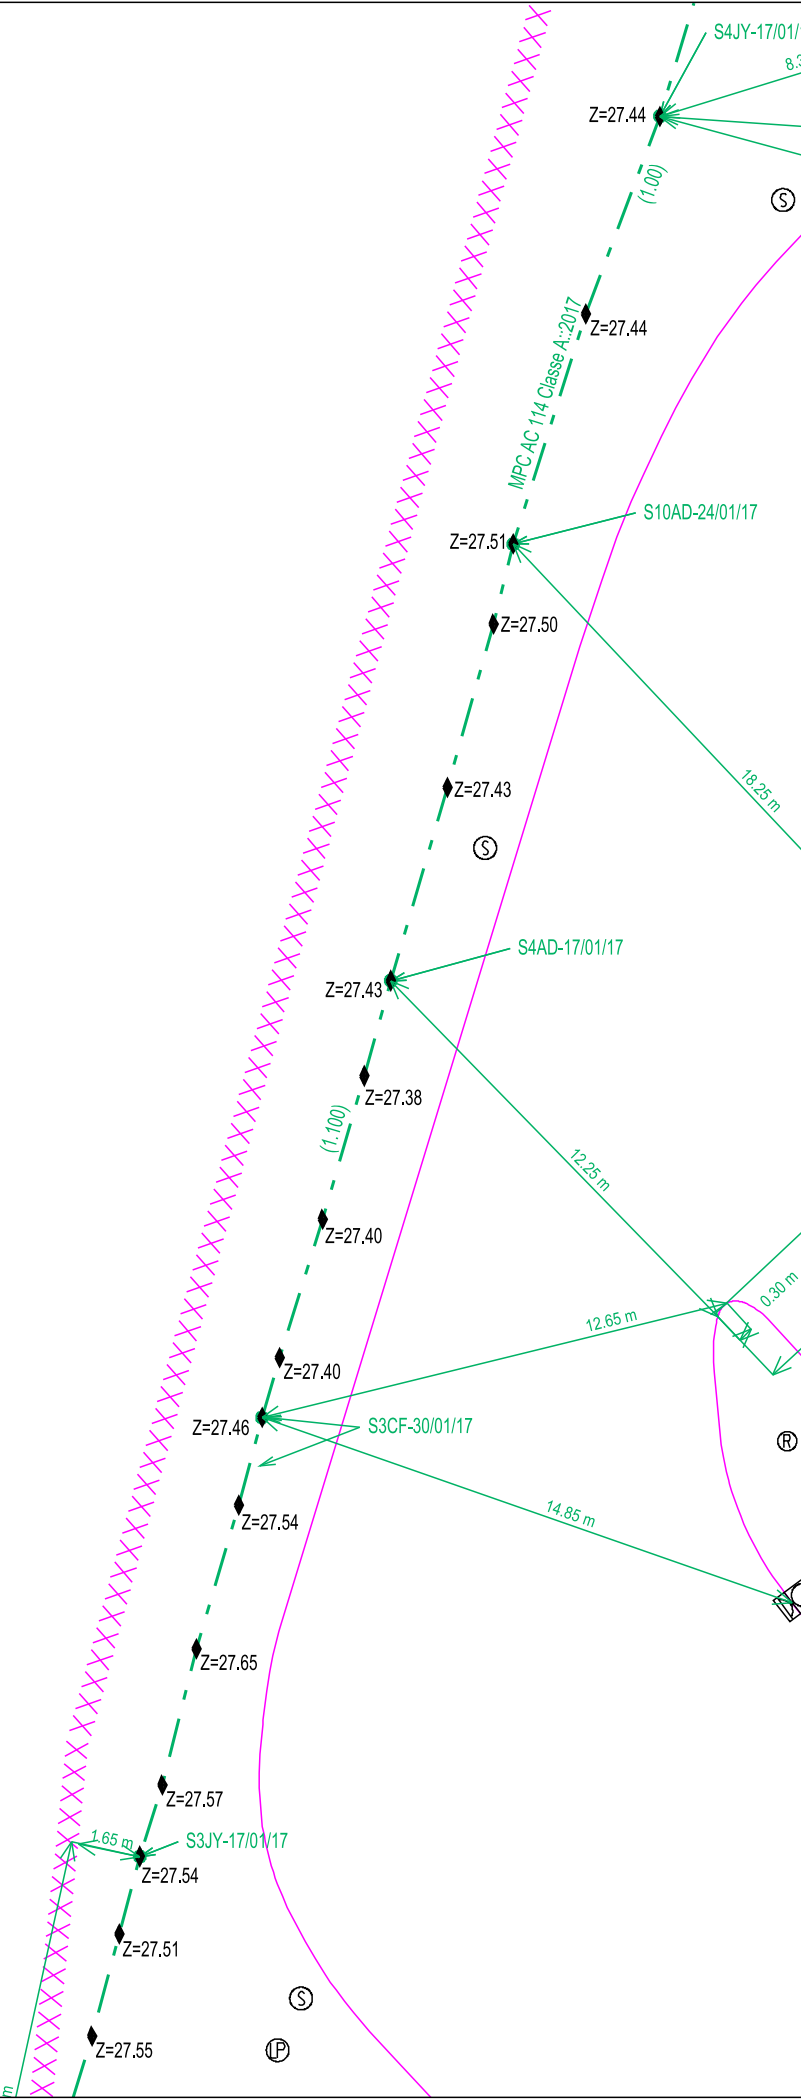 S4JY-17/01/
8.3
Z=27.44
(1.00)
S
Z=27.44
MPC AC 114 Classe A::2017
S10AD-24/01/17
Z=27.51
Z=27.50
18.25 m
Z=27.43
S
S4AD-17/01/17
Z=27.43
Z=27.38
(1.100)
12.25 m
Z=27.40
0.30 m
12.65 m
Z=27.40
S3CF-30/01/17
Z=27.46
R
14.85 m
Z=27.54
Z=27.65
Z=27.57
1.65 m
S3JY-17/01/17
Z=27.54
Z=27.51
S
LP
Z=27.55
m